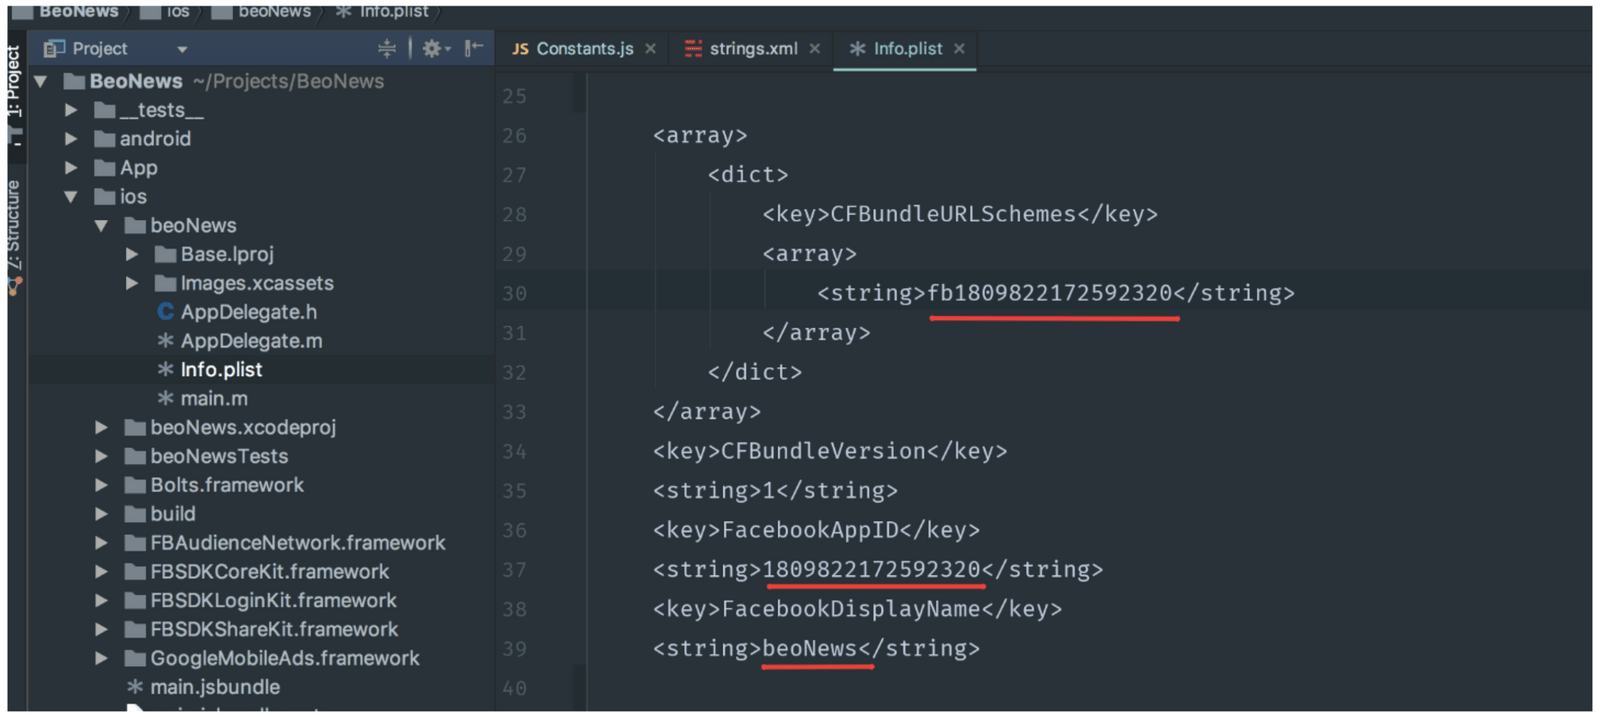 BeoNews ios beoNews Info.plist
Project
Constants.js
strings.xml
Info.plist
1: Project
Z: Structure
BeoNews ~/Projects/BeoNews
__tests__
android
App
ios
beoNews
Base.lproj
Images.xcassets
AppDelegate.h
AppDelegate.m
Info.plist
main.m
beoNews.xcodeproj
beoNewsTests
Bolts.framework
build
FBAudienceNetwork.framework
FBSDKCoreKit.framework
FBSDKLoginKit.framework
FBSDKShareKit.framework
GoogleMobileAds.framework
main.jsbundle
25
26 <array>
27 <dict>
28 <key>CFBundleURLSchemes</key>
29 <array>
30 <string>fb1809822172592320</string>
31 </array>
32 </dict>
33 </array>
34 <key>CFBundleVersion</key>
35 <string>1</string>
36 <key>FacebookAppID</key>
37 <string>1809822172592320</string>
38 <key>FacebookDisplayName</key>
39 <string>beoNews</string>
40